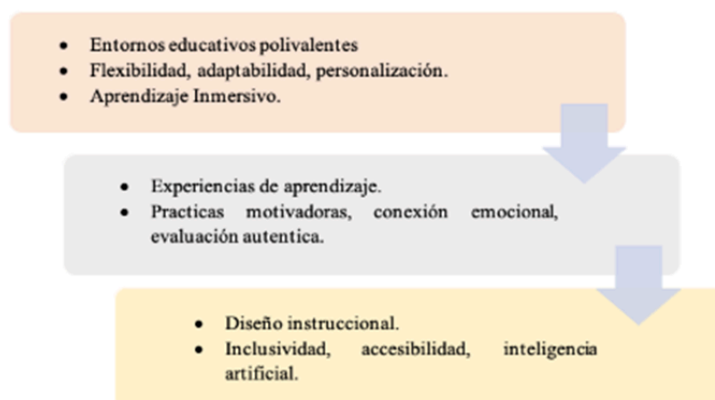 • Entornos educativos polivalentes
• Flexibilidad, adaptabilidad, personalización.
• Aprendizaje Inmersivo.
• Experiencias de aprendizaje.
• Practicas motivadoras, conexión emocional,
evaluación autentica.
• Diseño instruccional.
• Inclusividad, accesibilidad, inteligencia
artificial.